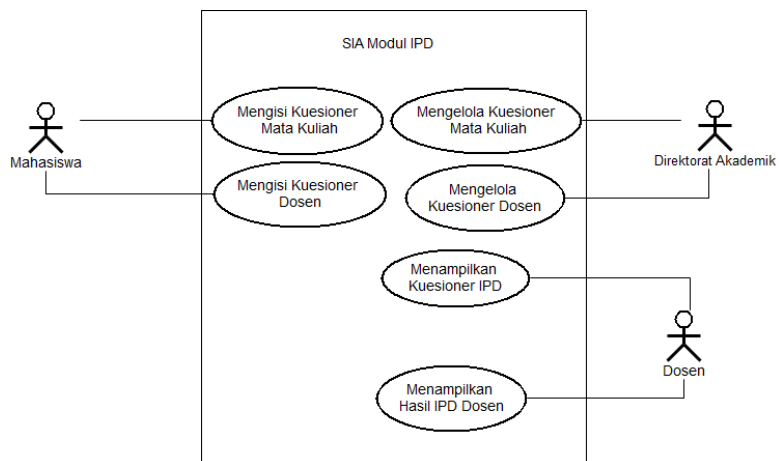 SIA Modul IPD
Mengisi Kuesioner
Mata Kuliah
Mengelola Kuesioner
Mata Kuliah
Mahasiswa
Direktorat Akademik
Mengisi Kuesioner
Dosen
Mengelola
Kuesioner Dosen
Menampilkan
Kuesioner IPD
Dosen
Menampilkan
Hasil IPD Dosen